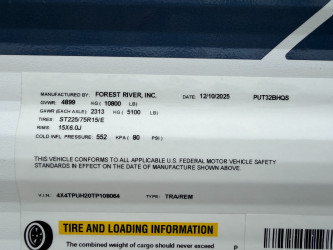 MANUFACTURED BY: FOREST RIVER, INC. DATE: 12/10/2025 PUT32BHQS
GVWR: 4899 KG (10800 LB)
GAWR (EACH AXLE): 2313 KG (5100 LB)
TIRES: ST225/75R15/E
RIMS: 15X6.0J
COLD INFL. PRESSURE: 552 KPA (80 PSI)
THIS VEHICLE CONFORMS TO ALL APPLICABLE U.S. FEDERAL MOTOR VEHICLE SAFETY
STANDARDS IN EFFECT ON THE DATE OF MANUFACTURE SHOWN ABOVE.
V.I.N.: 4X4TPUH20TP108064 TYPE: TRA/REM
TIRE AND LOADING INFORMATION
The combined weight of cargo should never exceed
P